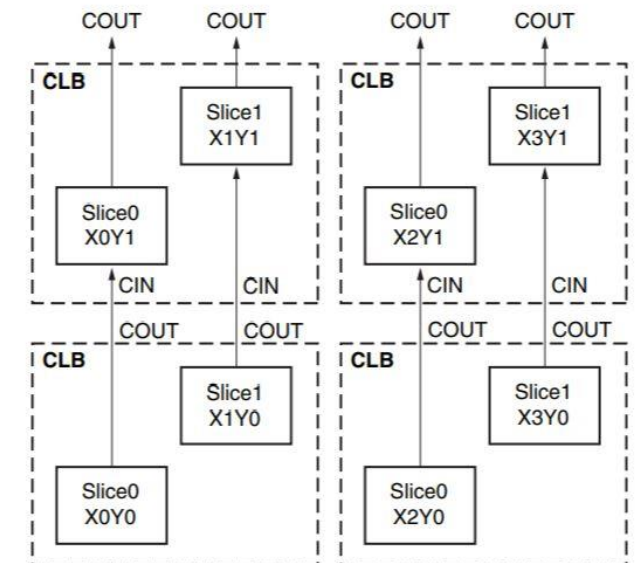 COUT COUT COUT COUT
CLB CLB
Slice1 Slice1
X1Y1 X3Y1
Slice0 Slice0
X0Y1 X2Y1
CIN CIN CIN CIN
COUT COUT COUT COUT
CLB CLB
Slice1 Slice1
X1Y0 X3Y0
Slice0 Slice0
X0Y0 X2Y0